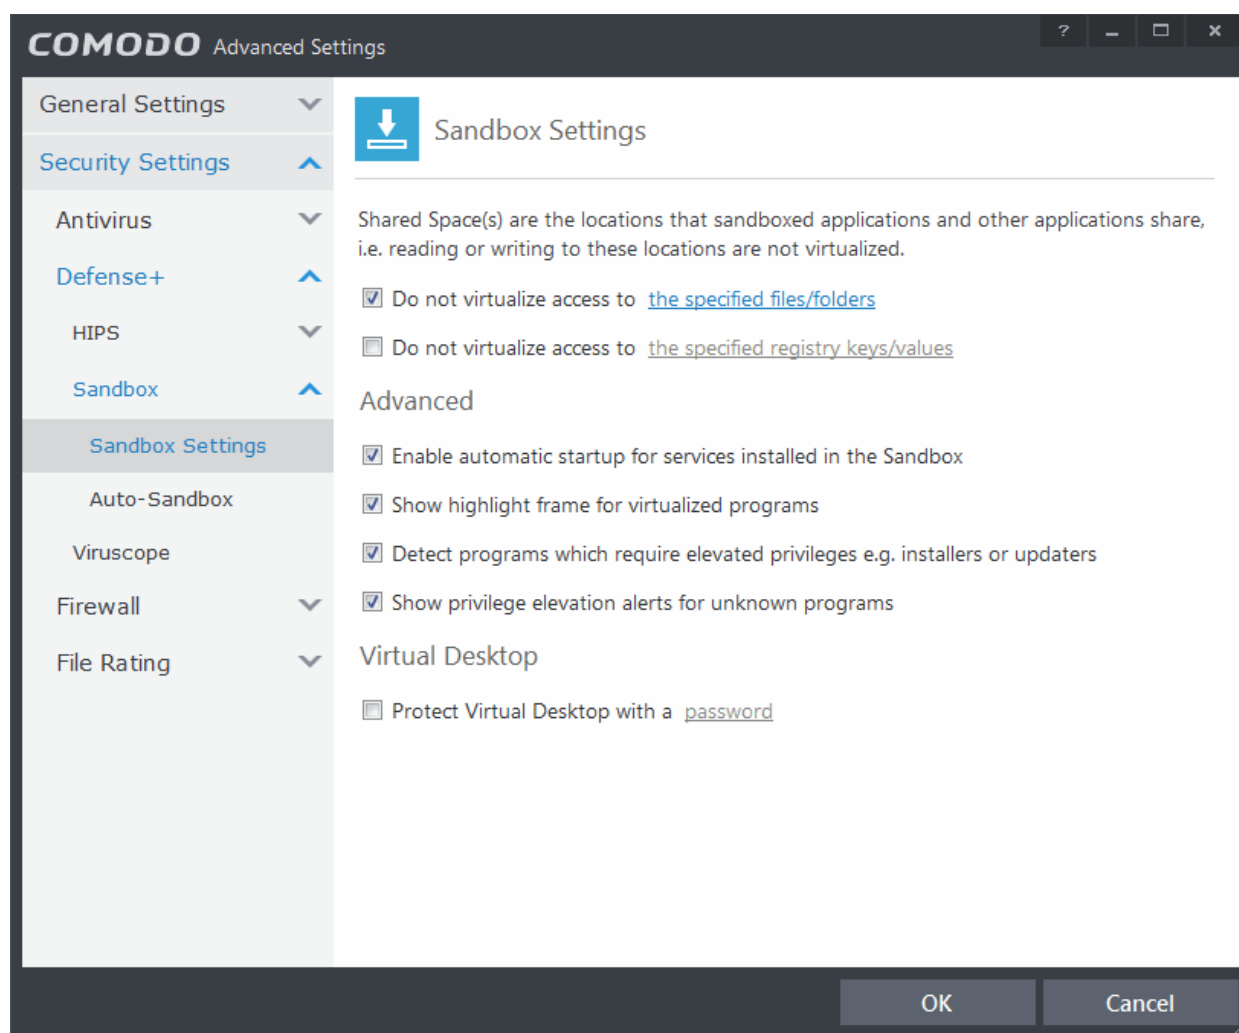 COMODO Advanced Settings
? _ □ x
General Settings
Security Settings
Antivirus
Defense+
HIPS
Sandbox
Sandbox Settings
Auto-Sandbox
Viruscope
Firewall
File Rating
Sandbox Settings
Shared Space(s) are the locations that sandboxed applications and other applications share,
i.e. reading or writing to these locations are not virtualized.
Do not virtualize access to the specified files/folders
Do not virtualize access to the specified registry keys/values
Advanced
Enable automatic startup for services installed in the Sandbox
Show highlight frame for virtualized programs
Detect programs which require elevated privileges e.g. installers or updaters
Show privilege elevation alerts for unknown programs
Virtual Desktop
Protect Virtual Desktop with a password
OK Cancel